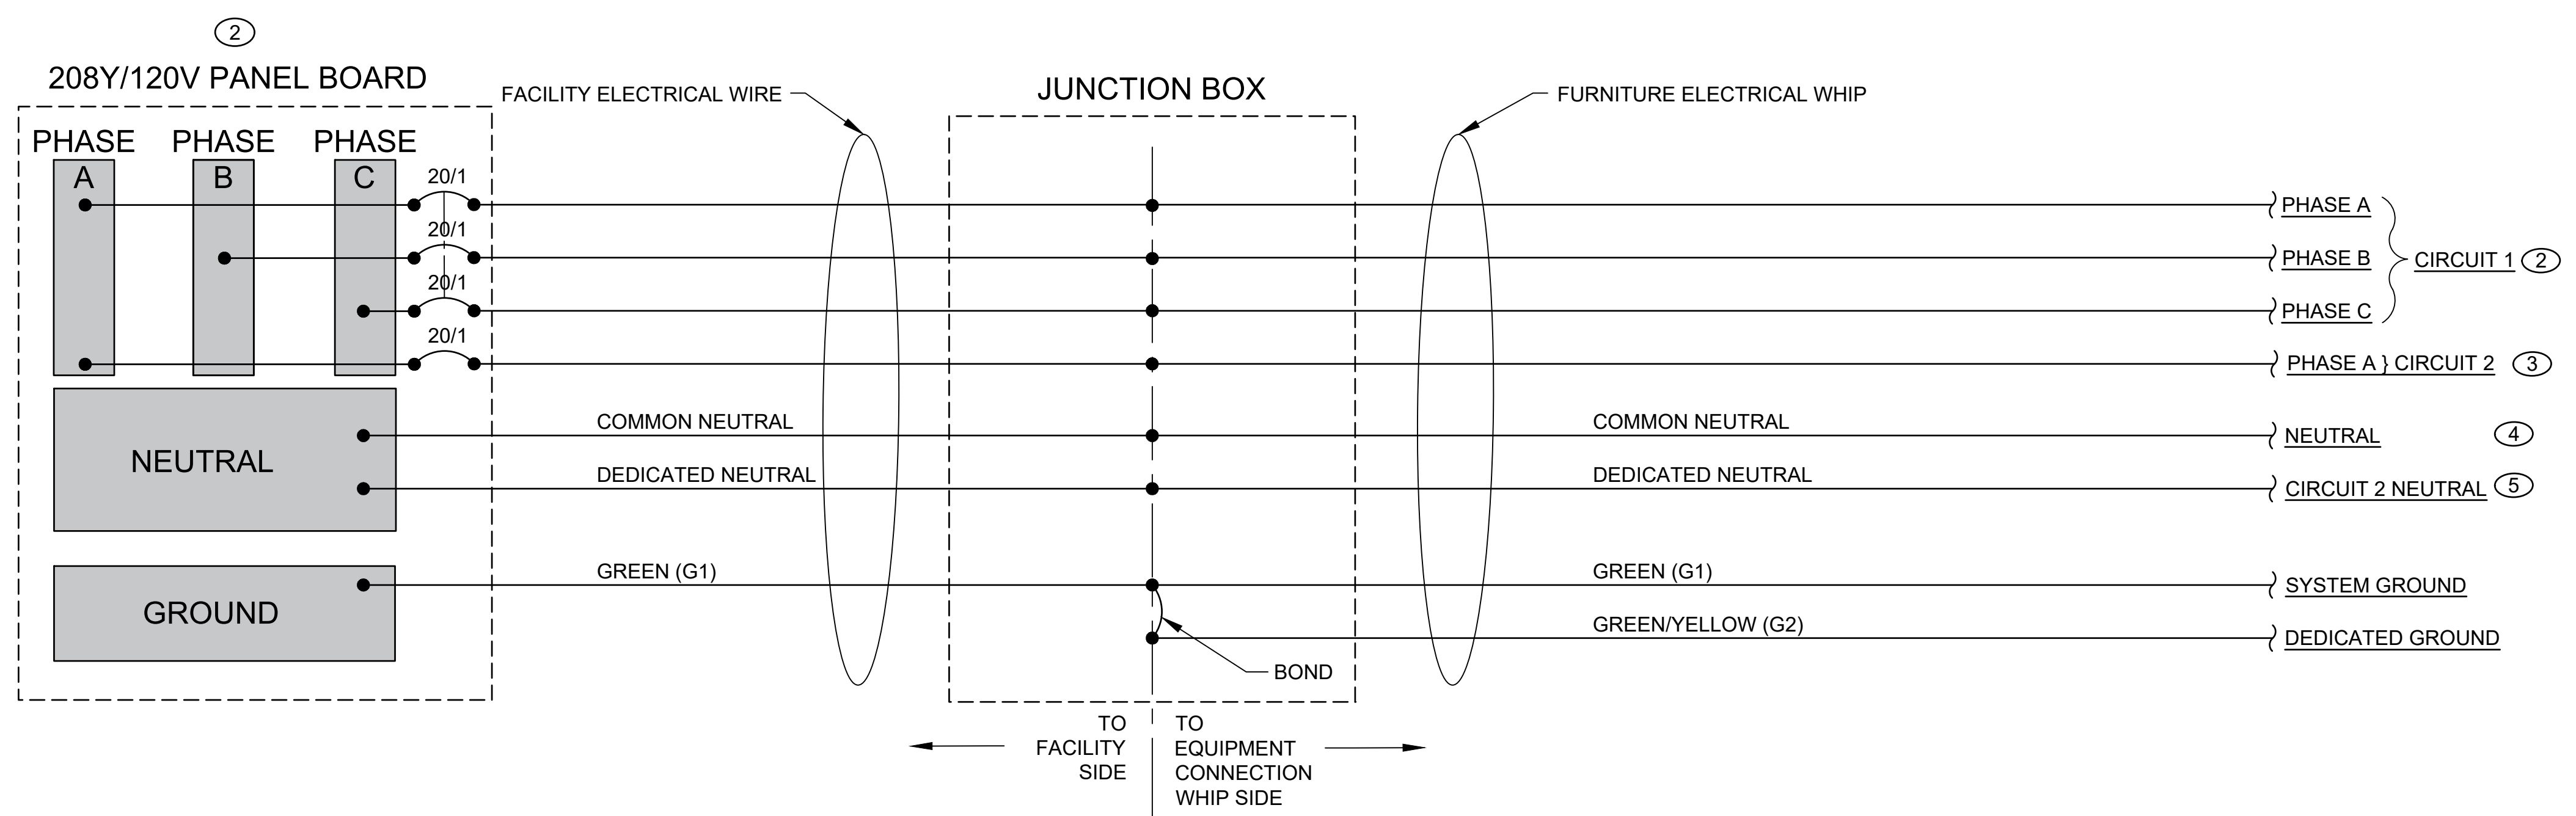 2
208Y/120V PANEL BOARD
PHASE PHASE PHASE
A B C
20/1
20/1
20/1
20/1
NEUTRAL
GROUND
FACILITY ELECTRICAL WIRE
COMMON NEUTRAL
DEDICATED NEUTRAL
GREEN (G1)
JUNCTION BOX
BOND
TO
FACILITY
SIDE
TO
EQUIPMENT
CONNECTION
WHIP SIDE
FURNITURE ELECTRICAL WHIP
COMMON NEUTRAL
DEDICATED NEUTRAL
GREEN (G1)
GREEN/YELLOW (G2)
PHASE A
PHASE B
PHASE C
CIRCUIT 1 2
PHASE A } CIRCUIT 2 3
NEUTRAL 4
CIRCUIT 2 NEUTRAL 5
SYSTEM GROUND
DEDICATED GROUND